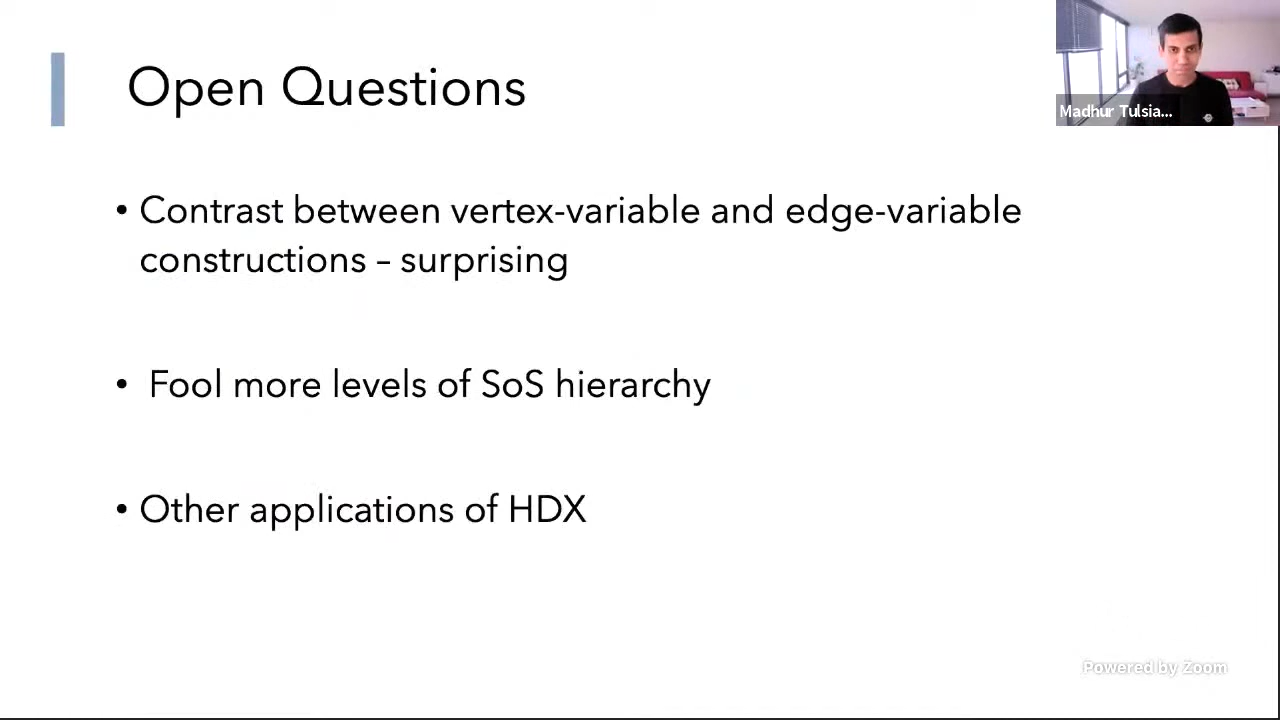 Open Questions
Madhur Tulsia...
• Contrast between vertex-variable and edge-variable
constructions – surprising
• Fool more levels of SoS hierarchy
• Other applications of HDX
Powered by Zoom